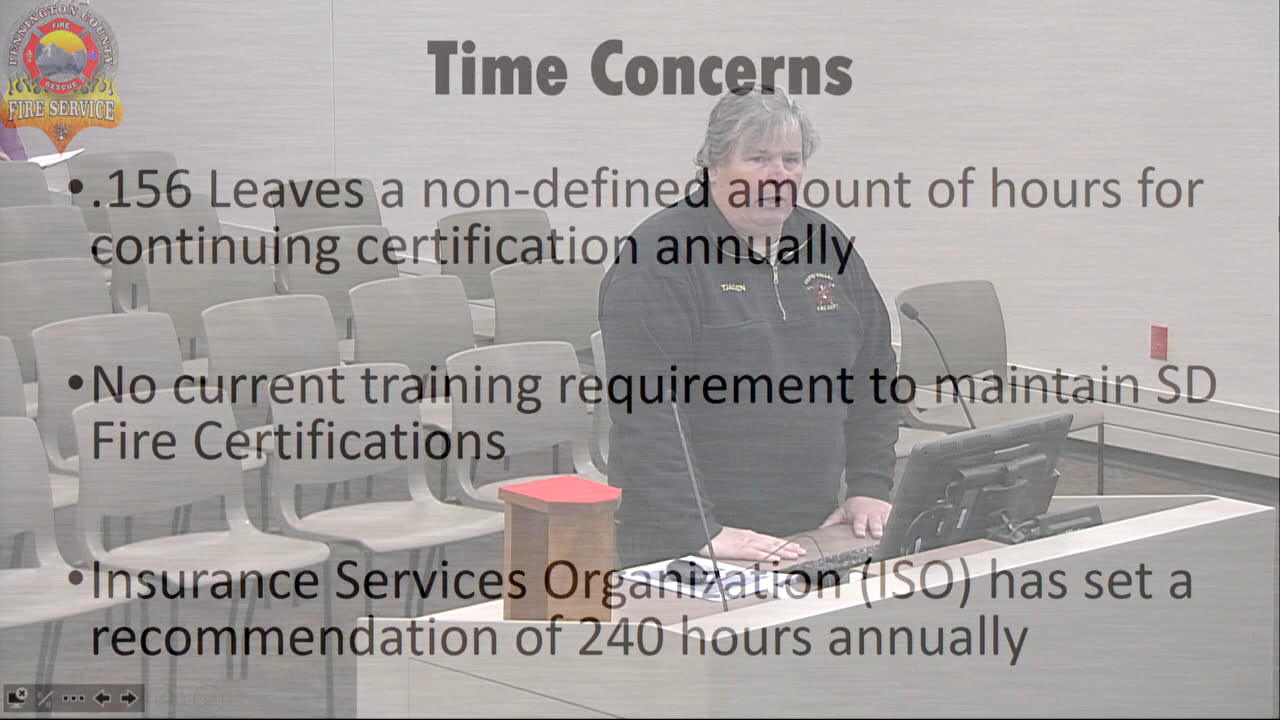 PENNINGTON COUNTY
FIRE
RESCUE
FIRE SERVICE
Time Concerns
• .156 Leaves a non-defined amount of hours for
continuing certification annually
TJADEN
• No current training requirement to maintain SD
Fire Certifications
• Insurance Services Organization (ISO) has set a
recommendation of 240 hours annually